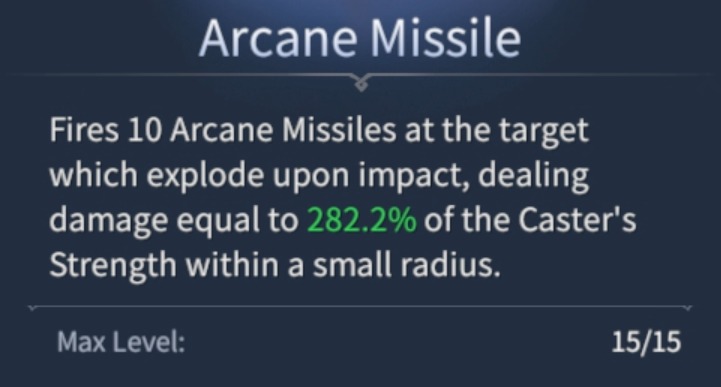 Arcane Missile
Fires 10 Arcane Missiles at the target
which explode upon impact, dealing
damage equal to 282.2% of the Caster's
Strength within a small radius.
Max Level: 15/15